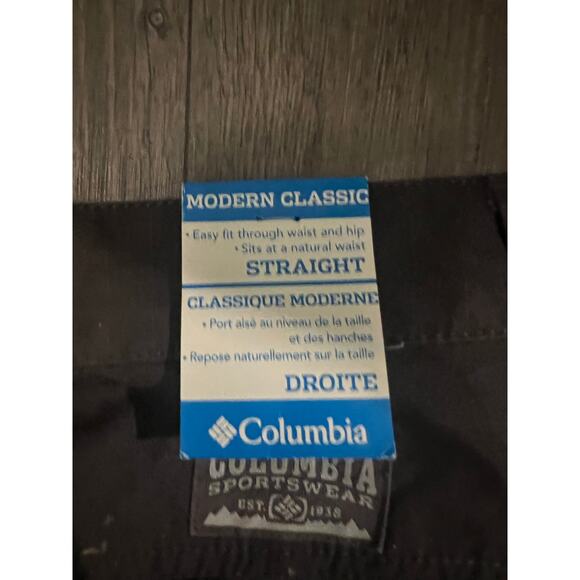 MODERN CLASSIC
• Easy fit through waist and hip
• Sits at a natural waist
STRAIGHT
CLASSIQUE MODERNE
• Port aisé au niveau de la taille
et des hanches
• Repose naturellement sur la taille
DROITE
Columbia
COLUMBIA
SPORTSWEAR
EST. 1938